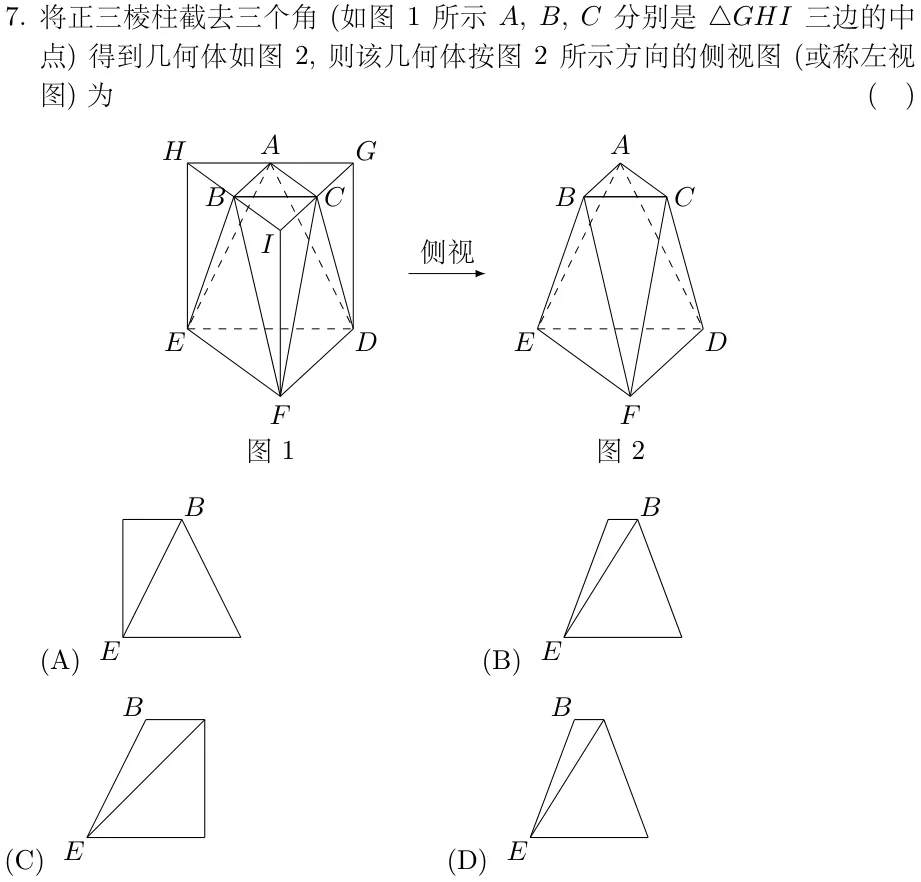 7. 将正三棱柱截去三个角 (如图 1 所示 A, B, C 分别是 △GHI 三边的中
点) 得到几何体如图 2, 则该几何体按图 2 所示方向的侧视图 (或称左视
图) 为 ( )
H A G
B C
I
E D
F
图 1
侧视
A
B C
E D
F
图 2
B
E
(A)
B
E
(B)
B
E
(C)
B
E
(D)